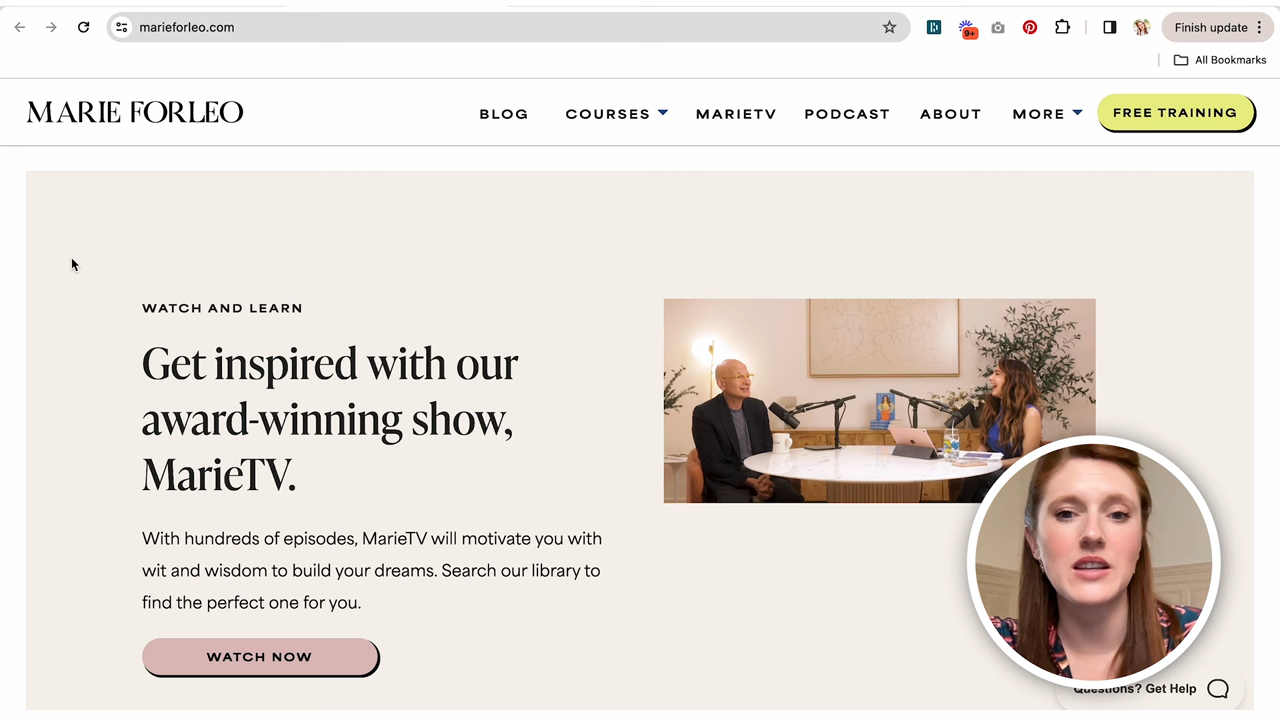 marieforleo.com
9+
Finish update
All Bookmarks
MARIE FORLEO
BLOG
COURSES
MARIETV
PODCAST
ABOUT
MORE
FREE TRAINING
WATCH AND LEARN
Get inspired with our
award-winning show,
MarieTV.
With hundreds of episodes, MarieTV will motivate you with
wit and wisdom to build your dreams. Search our library to
find the perfect one for you.
WATCH NOW
Questions? Get Help